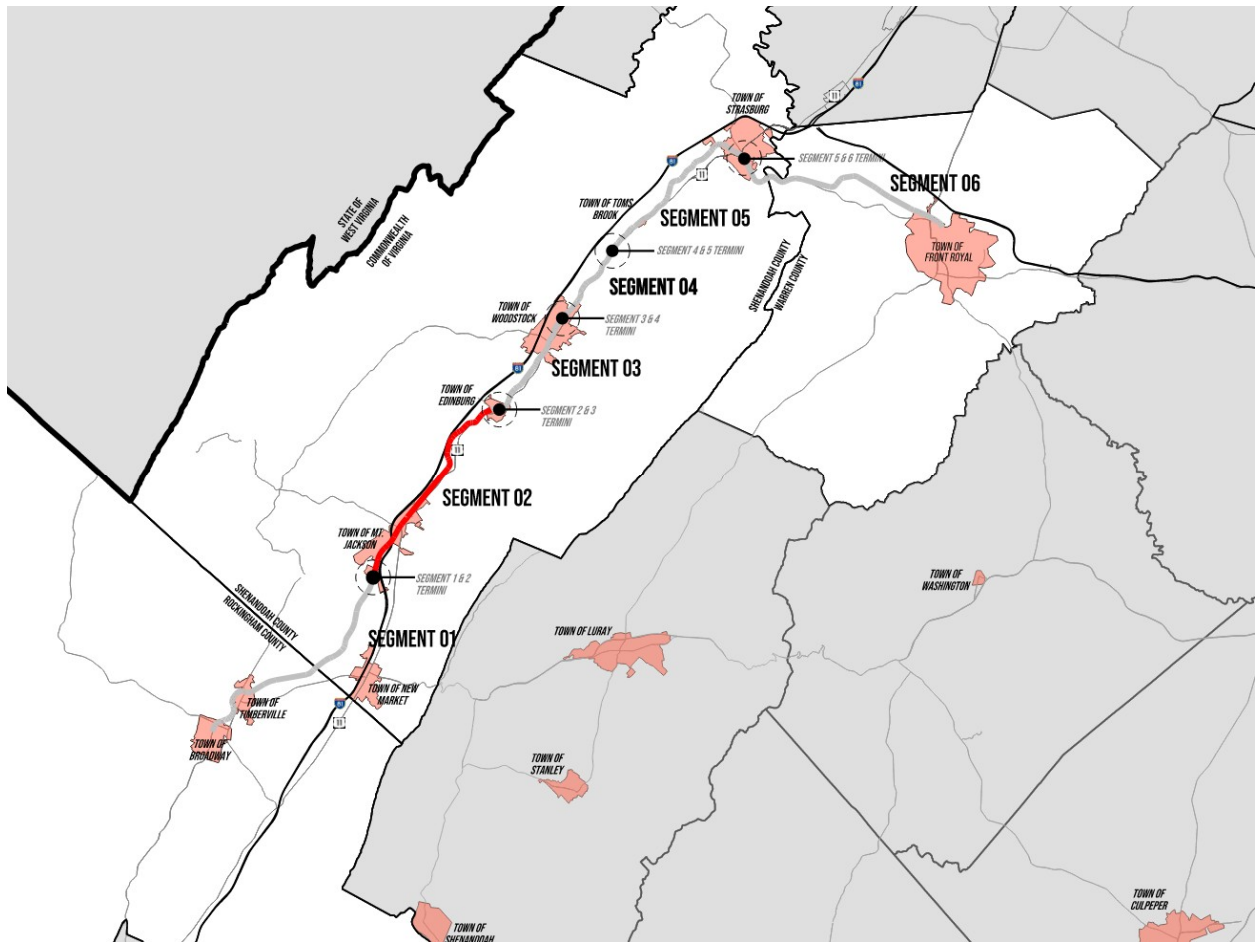 TOWN OF
STRASBURG
81
11
SEGMENT 5 & 6 TERMINI
81
11
SEGMENT 06
TOWN OF TOMS
BROOK
SEGMENT 05
STATE OF
WEST VIRGINIA
COMMONWEALTH
OF VIRGINIA
SEGMENT 4 & 5 TERMINI
TOWN OF
FRONT ROYAL
SHENANDOAH COUNTY
WARREN COUNTY
SEGMENT 04
TOWN OF
WOODSTOCK
SEGMENT 3 & 4
TERMINI
81
SEGMENT 03
TOWN OF
EDINBURG
SEGMENT 2 & 3
TERMINI
11
SEGMENT 02
TOWN OF MT.
JACKSON
SEGMENT 1 & 2
TERMINI
TOWN OF
WASHINGTON
SHENANDOAH COUNTY
ROCKINGHAM COUNTY
SEGMENT 01
TOWN OF LURAY
TOWN OF NEW
MARKET
TOWN OF
TIMBERVILLE
81
11
TOWN OF
BROADWAY
TOWN OF
STANLEY
TOWN OF
CULPEPER
TOWN OF
SHENANDOAH